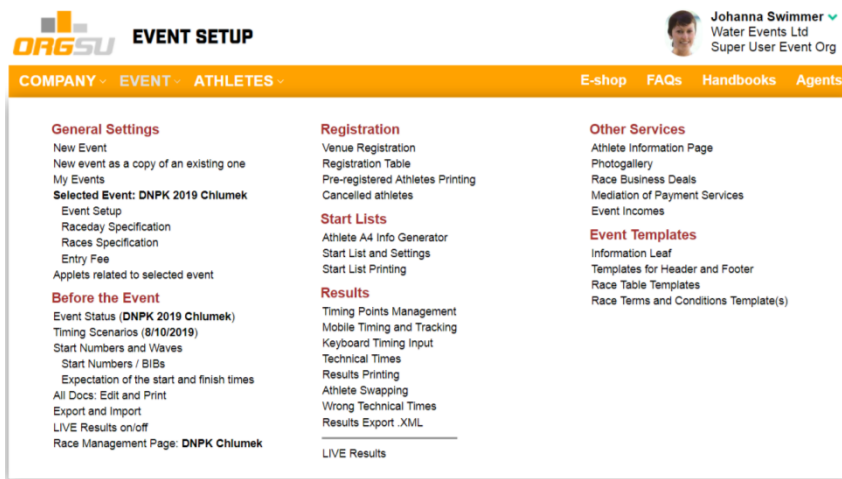 ORGSU
EVENT SETUP
Johanna Swimmer
Water Events Ltd
Super User Event Org
COMPANY EVENT ATHLETES E-shop FAQs Handbooks Agents
General Settings
New Event
New event as a copy of an existing one
My Events
Selected Event: DNPK 2019 Chlumek
Event Setup
Raceday Specification
Races Specification
Entry Fee
Applets related to selected event
Before the Event
Event Status (DNPK 2019 Chlumek)
Timing Scenarios (8/10/2019)
Start Numbers and Waves
Start Numbers / BIBs
Expectation of the start and finish times
All Docs: Edit and Print
Export and Import
LIVE Results on/off
Race Management Page: DNPK Chlumek
Registration
Venue Registration
Registration Table
Pre-registered Athletes Printing
Cancelled athletes
Start Lists
Athlete A4 Info Generator
Start List and Settings
Start List Printing
Results
Timing Points Management
Mobile Timing and Tracking
Keyboard Timing Input
Technical Times
Results Printing
Athlete Swapping
Wrong Technical Times
Results Export .XML
LIVE Results
Other Services
Athlete Information Page
Photogallery
Race Business Deals
Mediation of Payment Services
Event Incomes
Event Templates
Information Leaf
Templates for Header and Footer
Race Table Templates
Race Terms and Conditions Template(s)